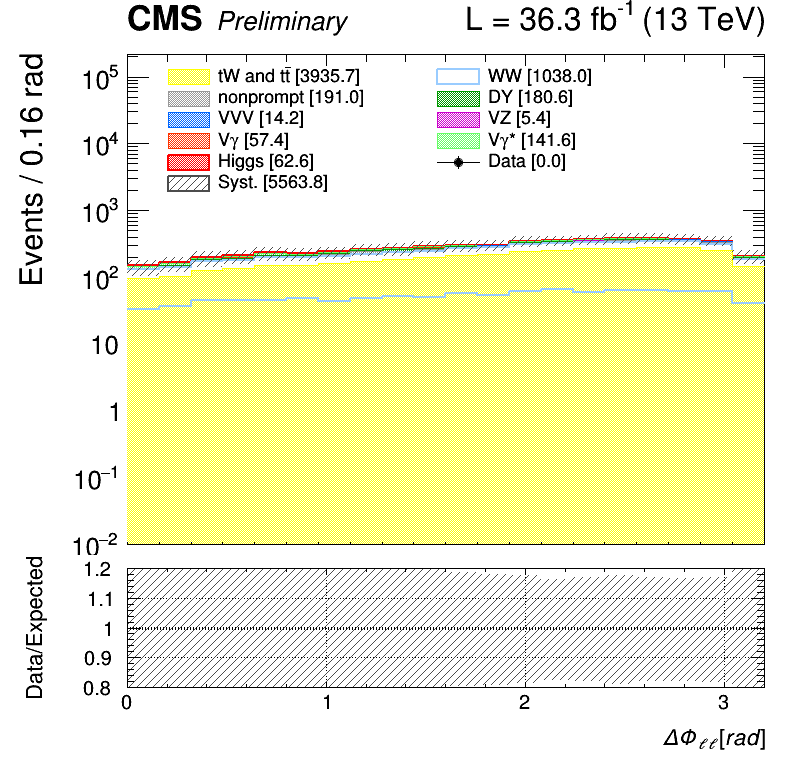 CMS Preliminary L = 36.3 fb⁻¹ (13 TeV)
Events / 0.16 rad
10⁵
10⁴
10³
10²
10
1
10⁻¹
10⁻²
tW and tt̄ [3935.7]
nonprompt [191.0]
VVV [14.2]
Vγ [57.4]
Higgs [62.6]
Syst. [5563.8]
WW [1038.0]
DY [180.6]
VZ [5.4]
Vγ* [141.6]
Data [0.0]
Data/Expected
1.2
1.1
1
0.9
0.8
0 1 2 3
ΔΦℓℓ[rad]